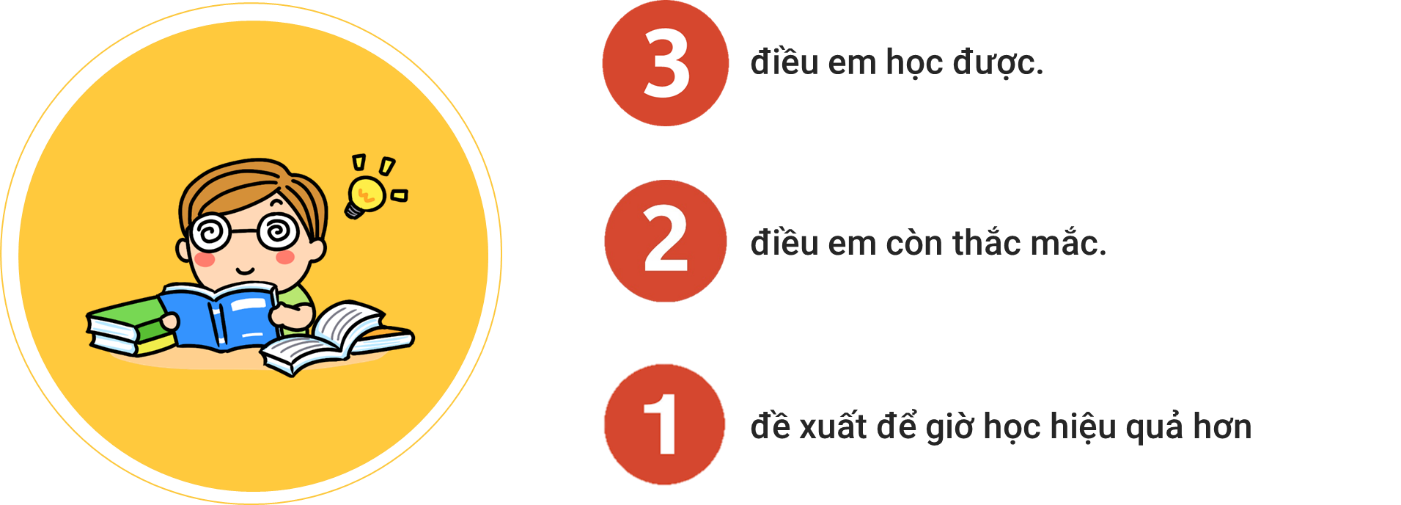 3 điều em học được.
2 điều em còn thắc mắc.
1 đề xuất để giờ học hiệu quả hơn